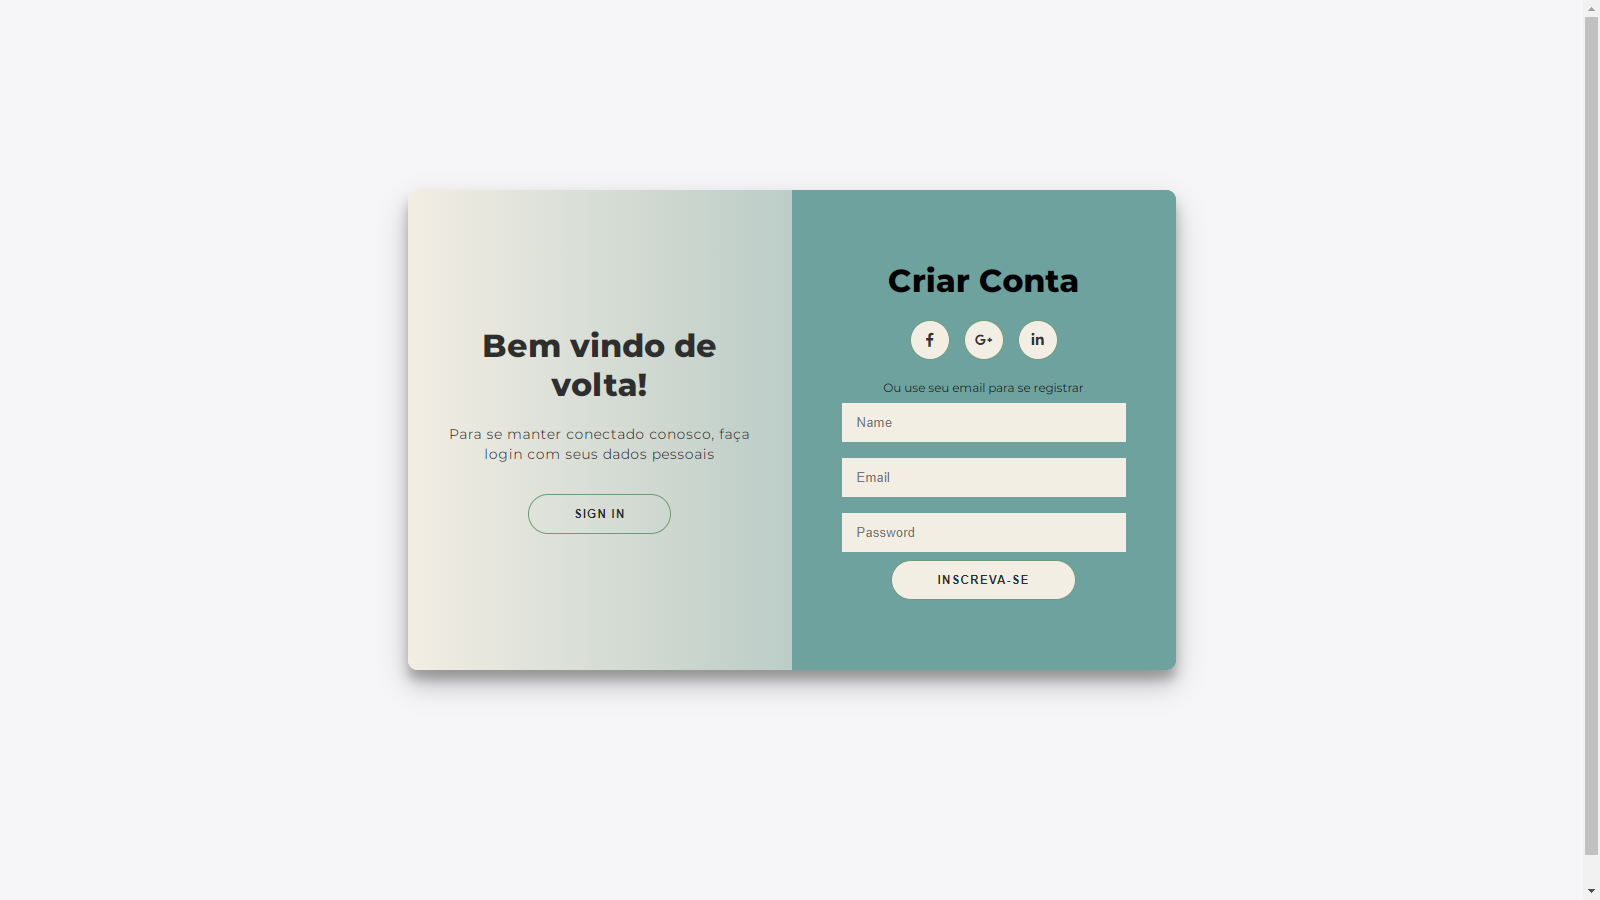 Bem vindo de
volta!
Para se manter conectado conosco, faça
login com seus dados pessoais
SIGN IN
Criar Conta
f
G+
in
Ou use seu email para se registrar
Name
Email
Password
INSCREVA-SE